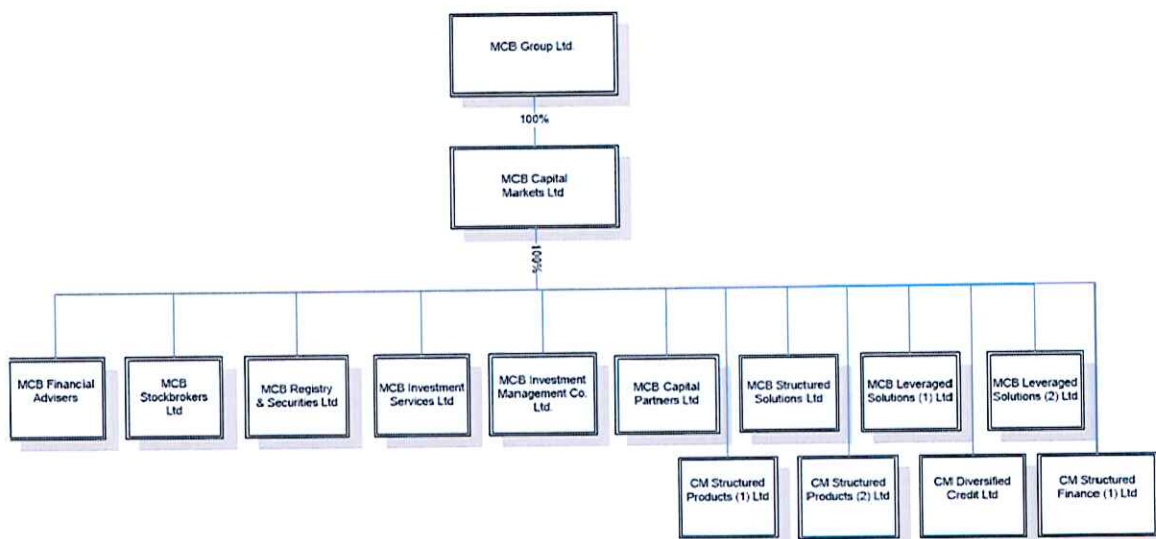 MCB Group Ltd.
100%
MCB Capital
Markets Ltd
100%
MCB Financial
Advisers
MCB
Stockbrokers
Ltd
MCB Registry
& Securities Ltd
MCB Investment
Services Ltd
MCB Investment
Management Co.
Ltd.
MCB Capital
Partners Ltd
MCB Structured
Solutions Ltd
MCB Leveraged
Solutions (1) Ltd
MCB Leveraged
Solutions (2) Ltd
CM Structured
Products (1) Ltd
CM Structured
Products (2) Ltd
CM Diversified
Credit Ltd
CM Structured
Finance (1) Ltd